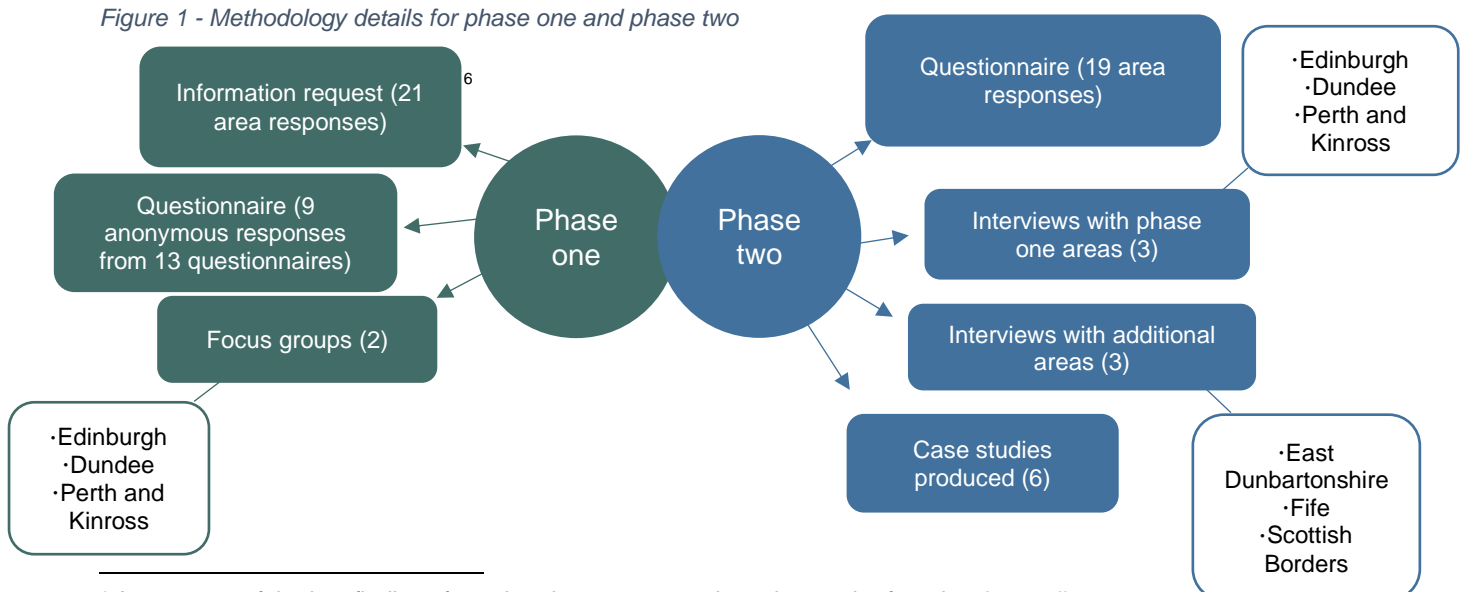 Figure 1 - Methodology details for phase one and phase two
Information request (21
area responses)
6
Questionnaire (9
anonymous responses
from 13 questionnaires)
Focus groups (2)
·Edinburgh
·Dundee
·Perth and
Kinross
Phase
one
Phase
two
Questionnaire (19 area
responses)
·Edinburgh
·Dundee
·Perth and
Kinross
Interviews with phase
one areas (3)
Interviews with additional
areas (3)
Case studies
produced (6)
·East
Dunbartonshire
·Fife
·Scottish
Borders